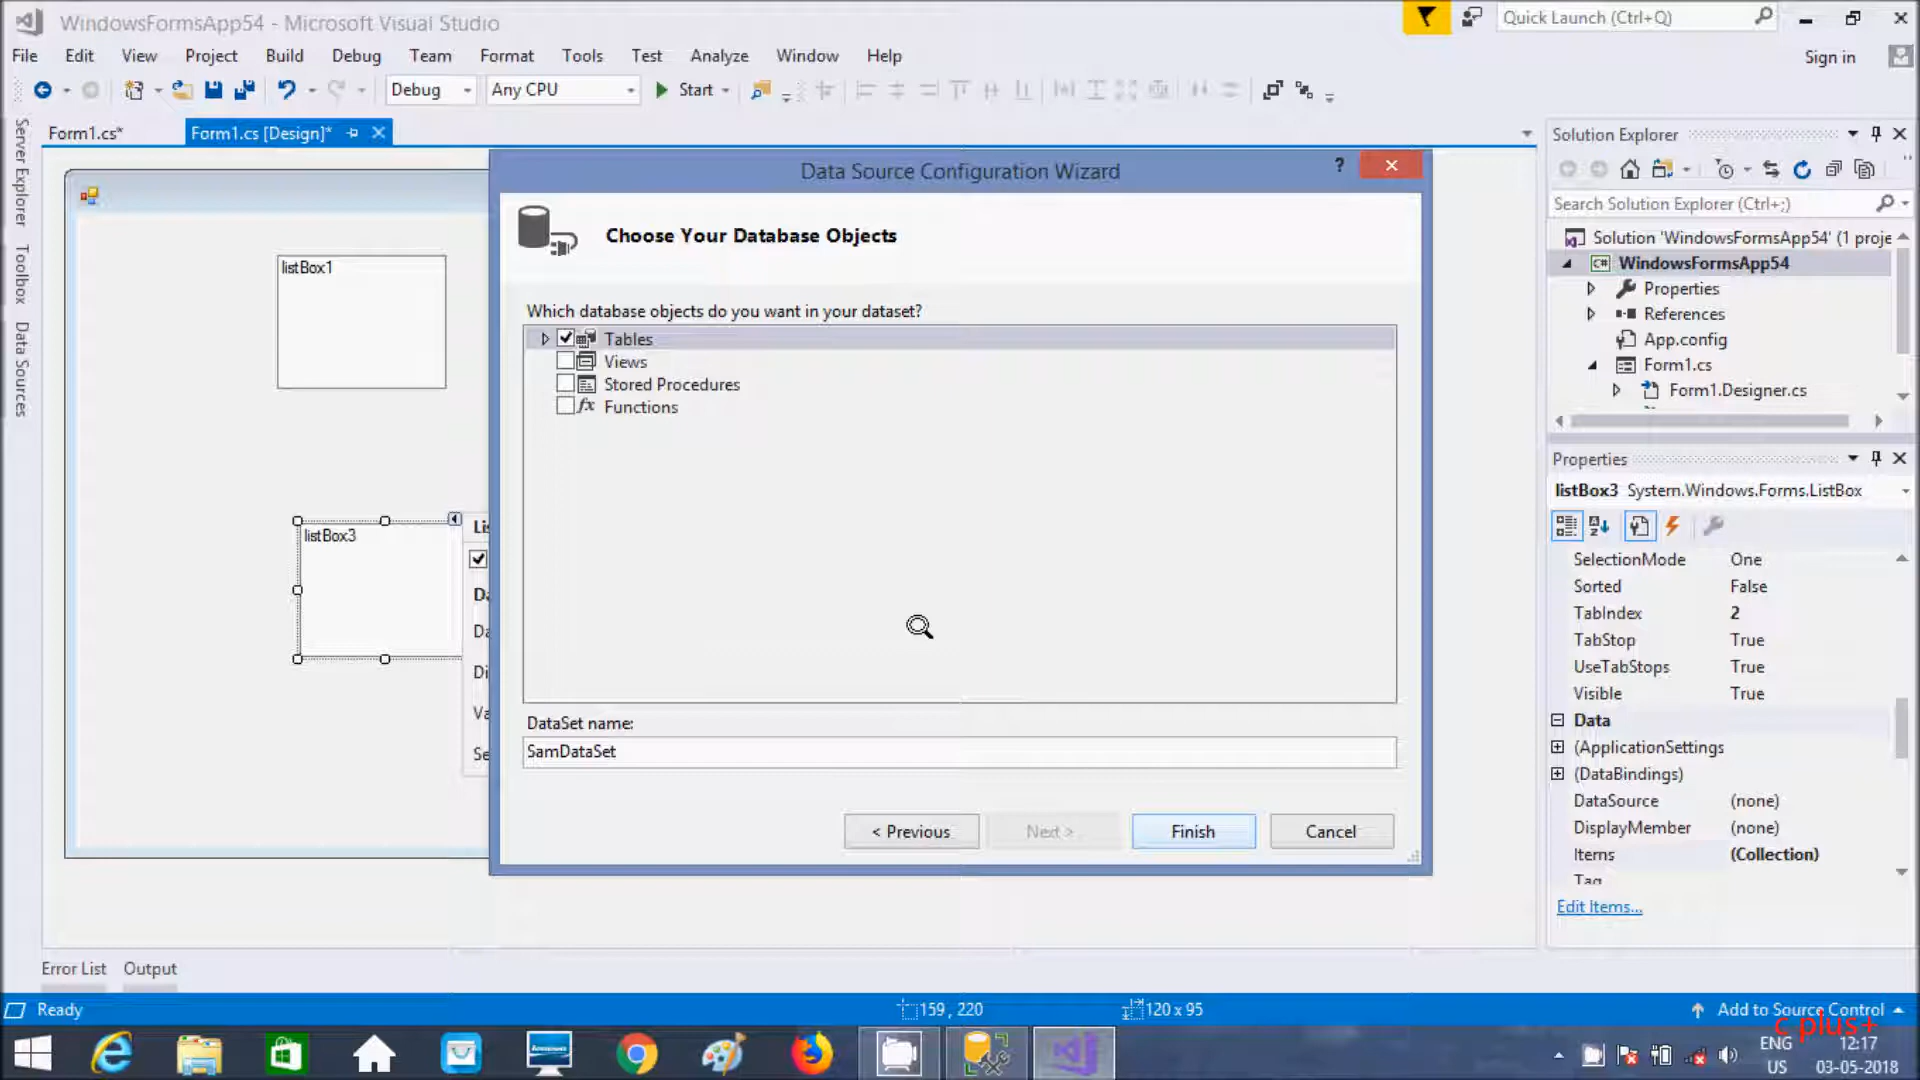 WindowsFormsApp54 - Microsoft Visual Studio
Quick Launch (Ctrl+Q)
File Edit View Project Build Debug Team Format Tools Test Analyze Window Help
Sign in
Debug Any CPU Start
Server Explorer
Toolbox
Data Sources
Form1.cs*
Form1.cs [Design]*
listBox1
listBox3
Data Source Configuration Wizard
?
Choose Your Database Objects
Which database objects do you want in your dataset?
Tables
Views
Stored Procedures
fx Functions
DataSet name:
SamDataSet
< Previous
Next >
Finish
Cancel
Solution Explorer
Search Solution Explorer (Ctrl+;)
Solution 'WindowsFormsApp54' (1 proje
C# WindowsFormsApp54
Properties
References
App.config
Form1.cs
Form1.Designer.cs
Properties
listBox3 System.Windows.Forms.ListBox
SelectionMode One
Sorted False
TabIndex 2
TabStop True
UseTabStops True
Visible True
Data
(ApplicationSettings
(DataBindings)
DataSource (none)
DisplayMember (none)
Items (Collection)
Tag
Edit Items...
Error List Output
Ready
159 , 220
120 x 95
Add to Source Control
c plus+
ENG
US
12:17
03-05-2018